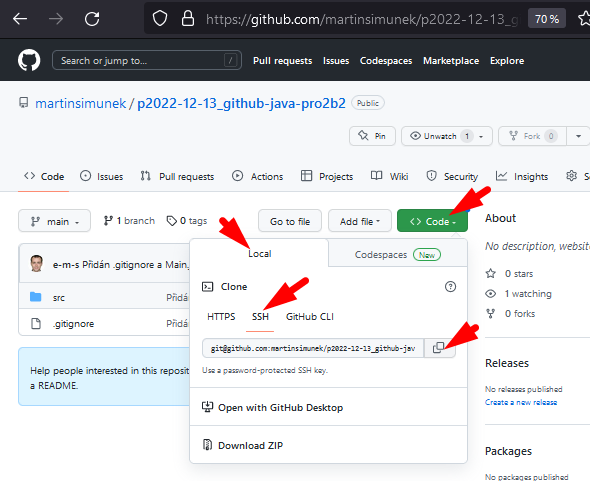 https://github.com/martinsimunek/p2022-12-13_g
70 %
Search or jump to... /
Pull requests Issues Codespaces Marketplace Explore
martinsimunek / p2022-12-13_github-java-pro2b2 Public
Pin Unwatch 1 Fork 0
Code Issues Pull requests Actions Projects Wiki Security Insights S
main 1 branch 0 tags Go to file Add file Code
About
Local Codespaces New
No description, website
e-m-s Přidán .gitignore a Main,
Clone
0 stars
src Přidá
HTTPS SSH GitHub CLI
1 watching
0 forks
.gitignore Přidá
git@github.com:martinsimunek/p2022-12-13_github-jav
Use a password-protected SSH key.
Help people interested in this reposit
a README.
Releases
No releases published
Create a new release
Open with GitHub Desktop
Download ZIP
Packages
No packages published